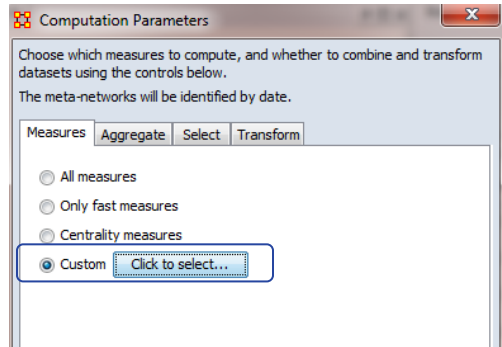 Computation Parameters
Choose which measures to compute, and whether to combine and transform
datasets using the controls below.
The meta-networks will be identified by date.
Measures Aggregate Select Transform
All measures
Only fast measures
Centrality measures
Custom Click to select...